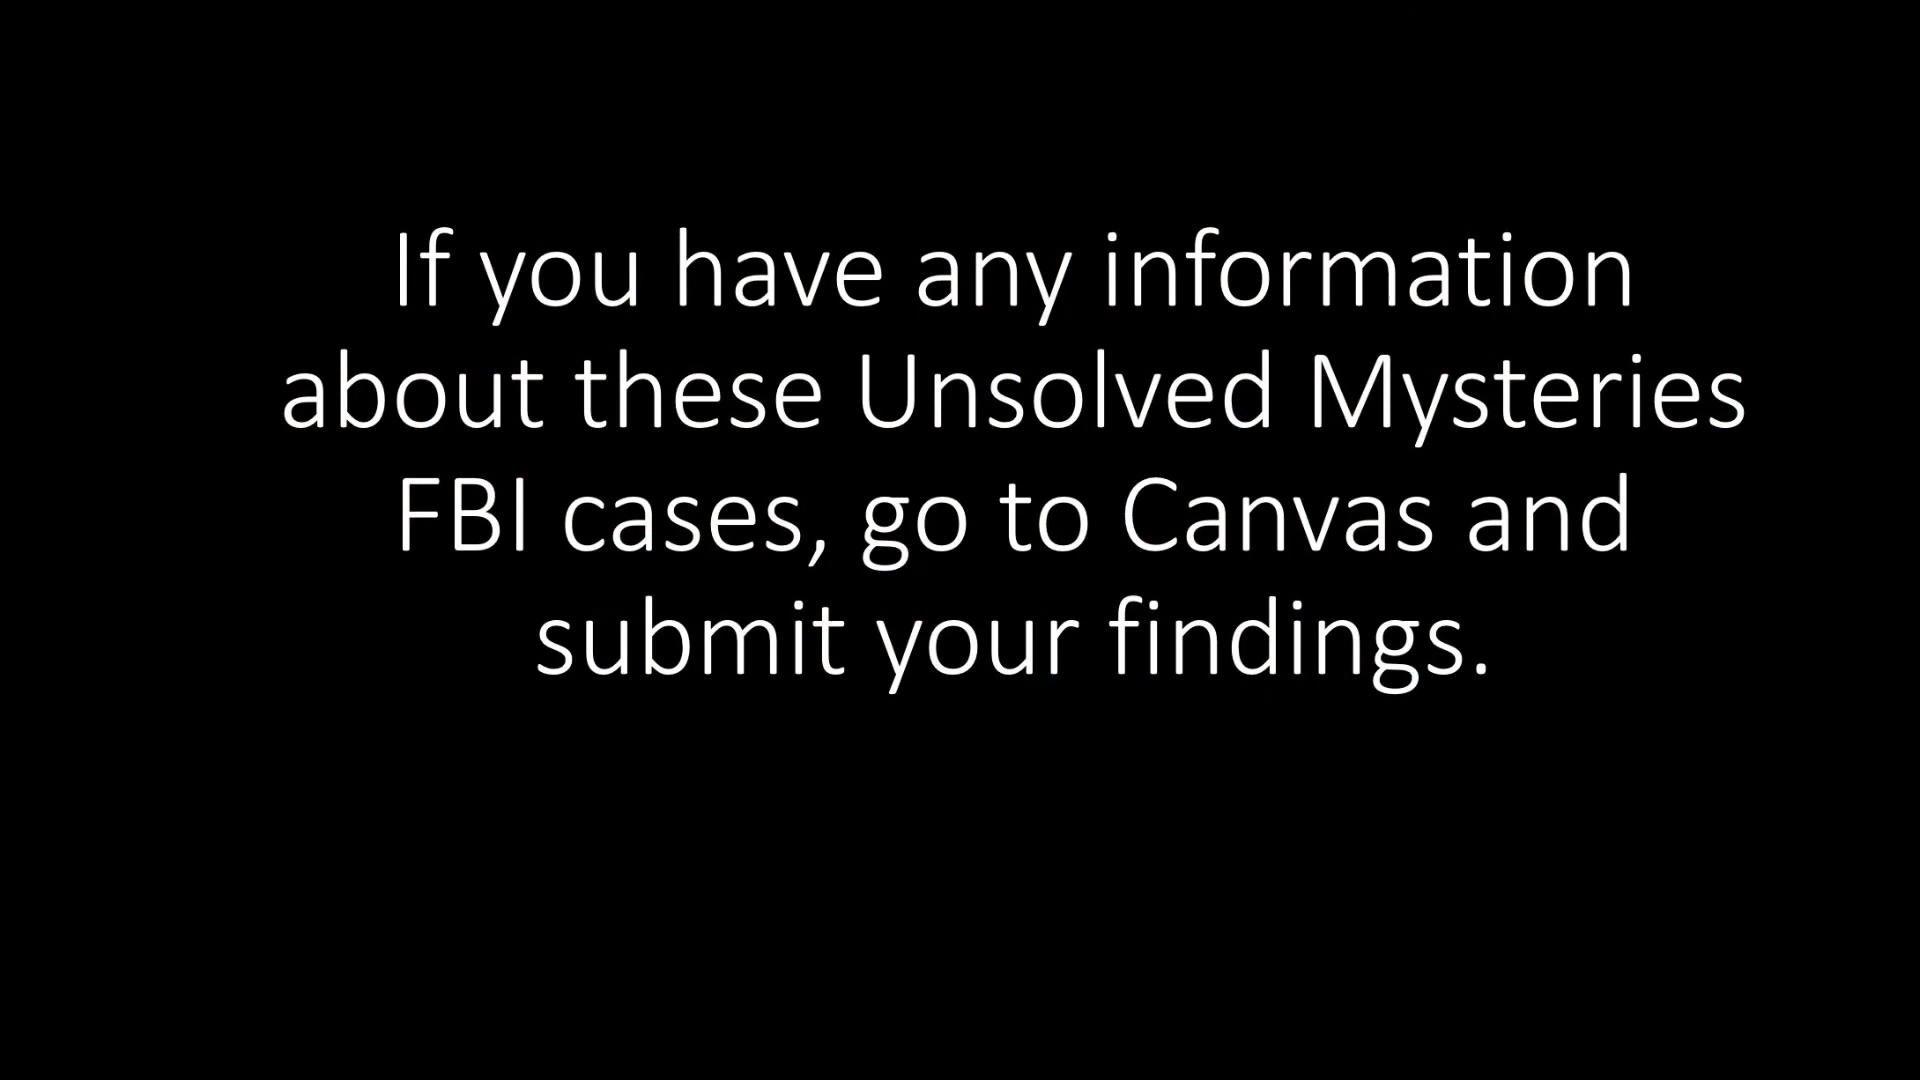 If you have any information
about these Unsolved Mysteries
FBI cases, go to Canvas and
submit your findings.